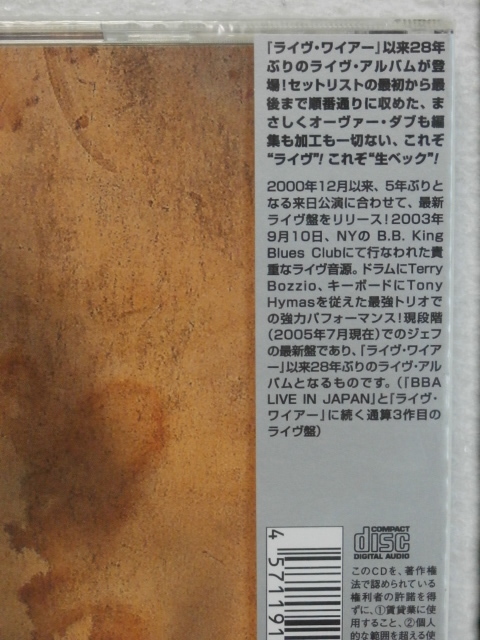 「ライヴ・ワイアー」以来28年
ぶりのライヴ・アルバムが登
場!セットリストの最初から最
後まで順番通りに収めた、ま
さしくオーヴァー・ダブも編
集も加工も一切ない、これぞ
“ライヴ”!これぞ“生ベック”!
2000年12月以来、5年ぶりと
なる来日公演に合わせて、最新
ライヴ盤をリリース!2003年
9月10日、NYの B.B. King
Blues Clubにて行なわれた貴
重なライヴ音源。ドラムにTerry
Bozzio、キーボードにTony
Hymasを従えた最強トリオで
の強力パフォーマンス!現段階
(2005年7月現在)でのジェフ
の最新盤であり、「ライヴ・ワイア
ー」以来28年ぶりのライヴ・アル
バムとなるものです。(「BBA
LIVE IN JAPAN」と「ライヴ・
ワイアー」に続く通算3作目の
ライヴ盤)
COMPACT
disc
DIGITAL AUDIO
4 571191
このCDを、著作権
法で認められている
権利者の許諾を得
ずに、①賃貸業に使
用すること、②個人
的な範囲を超える使